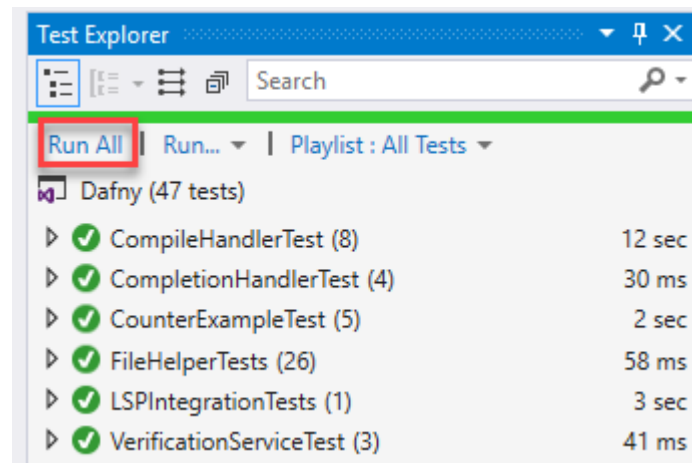 Test Explorer
Search
Run All | Run... | Playlist : All Tests
Dafny (47 tests)
CompileHandlerTest (8) 12 sec
CompletionHandlerTest (4) 30 ms
CounterExampleTest (5) 2 sec
FileHelperTests (26) 58 ms
LSPIntegrationTests (1) 3 sec
VerificationServiceTest (3) 41 ms